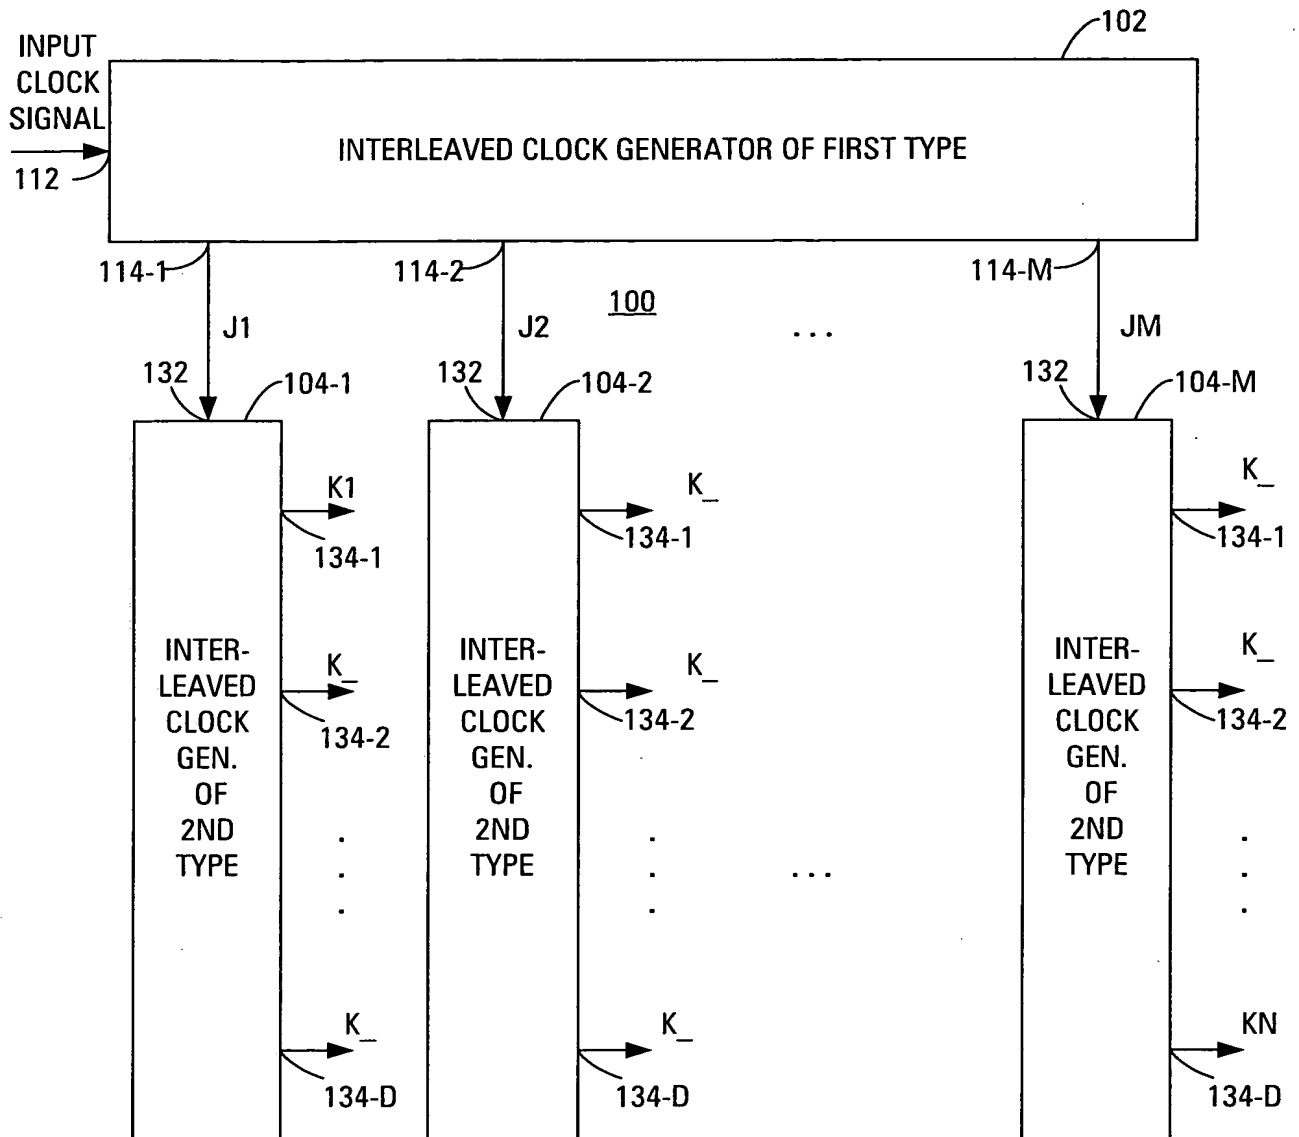 102
INPUT
CLOCK
SIGNAL
112
INTERLEAVED CLOCK GENERATOR OF FIRST TYPE
114-1
114-2
114-M
100
J1
J2
...
JM
132
104-1
132
104-2
132
104-M
K1
134-1
K_
134-1
K_
134-1
INTER-
LEAVED
CLOCK
GEN.
OF
2ND
TYPE
K_
134-2
INTER-
LEAVED
CLOCK
GEN.
OF
2ND
TYPE
K_
134-2
...
INTER-
LEAVED
CLOCK
GEN.
OF
2ND
TYPE
K_
134-2
K_
134-D
K_
134-D
KN
134-D